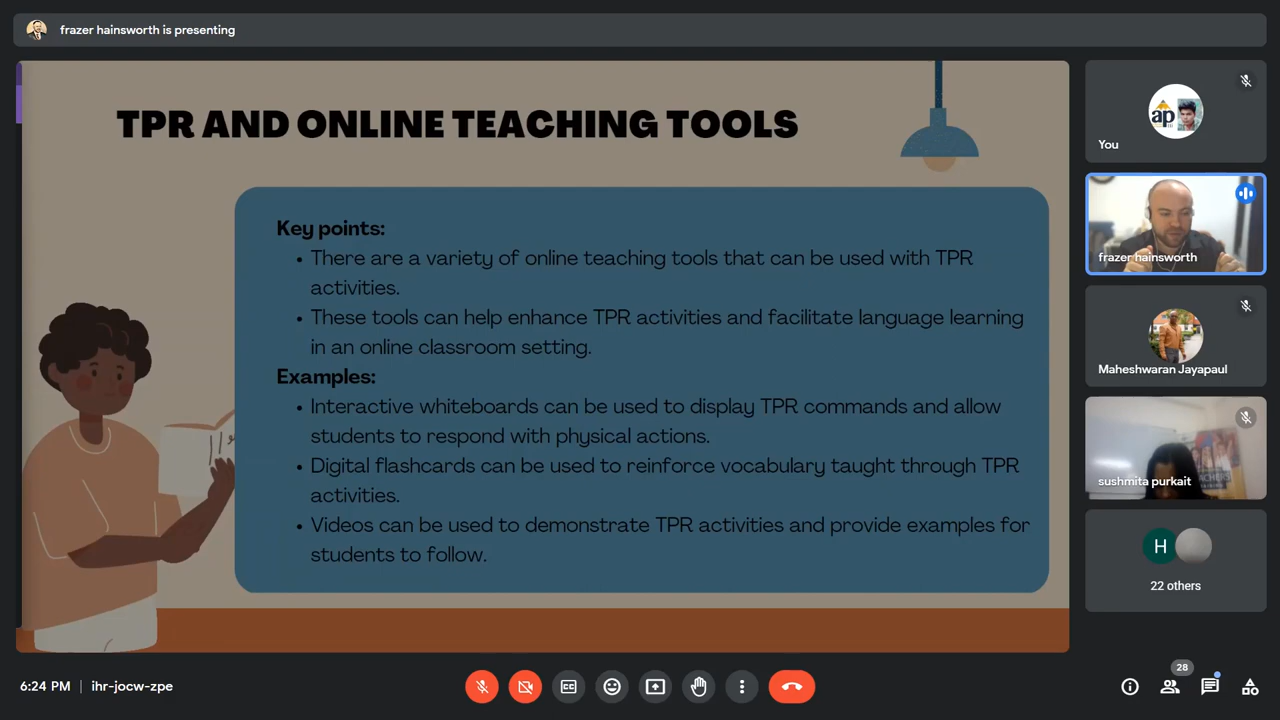 frazer hainsworth is presenting
TPR AND ONLINE TEACHING TOOLS
Key points:
• There are a variety of online teaching tools that can be used with TPR
activities.
• These tools can help enhance TPR activities and facilitate language learning
in an online classroom setting.
Examples:
• Interactive whiteboards can be used to display TPR commands and allow
students to respond with physical actions.
• Digital flashcards can be used to reinforce vocabulary taught through TPR
activities.
• Videos can be used to demonstrate TPR activities and provide examples for
students to follow.
ap
You
frazer hainsworth
Maheshwaran Jayapaul
sushmita purkait
H
22 others
6:24 PM | ihr-jocw-zpe
28